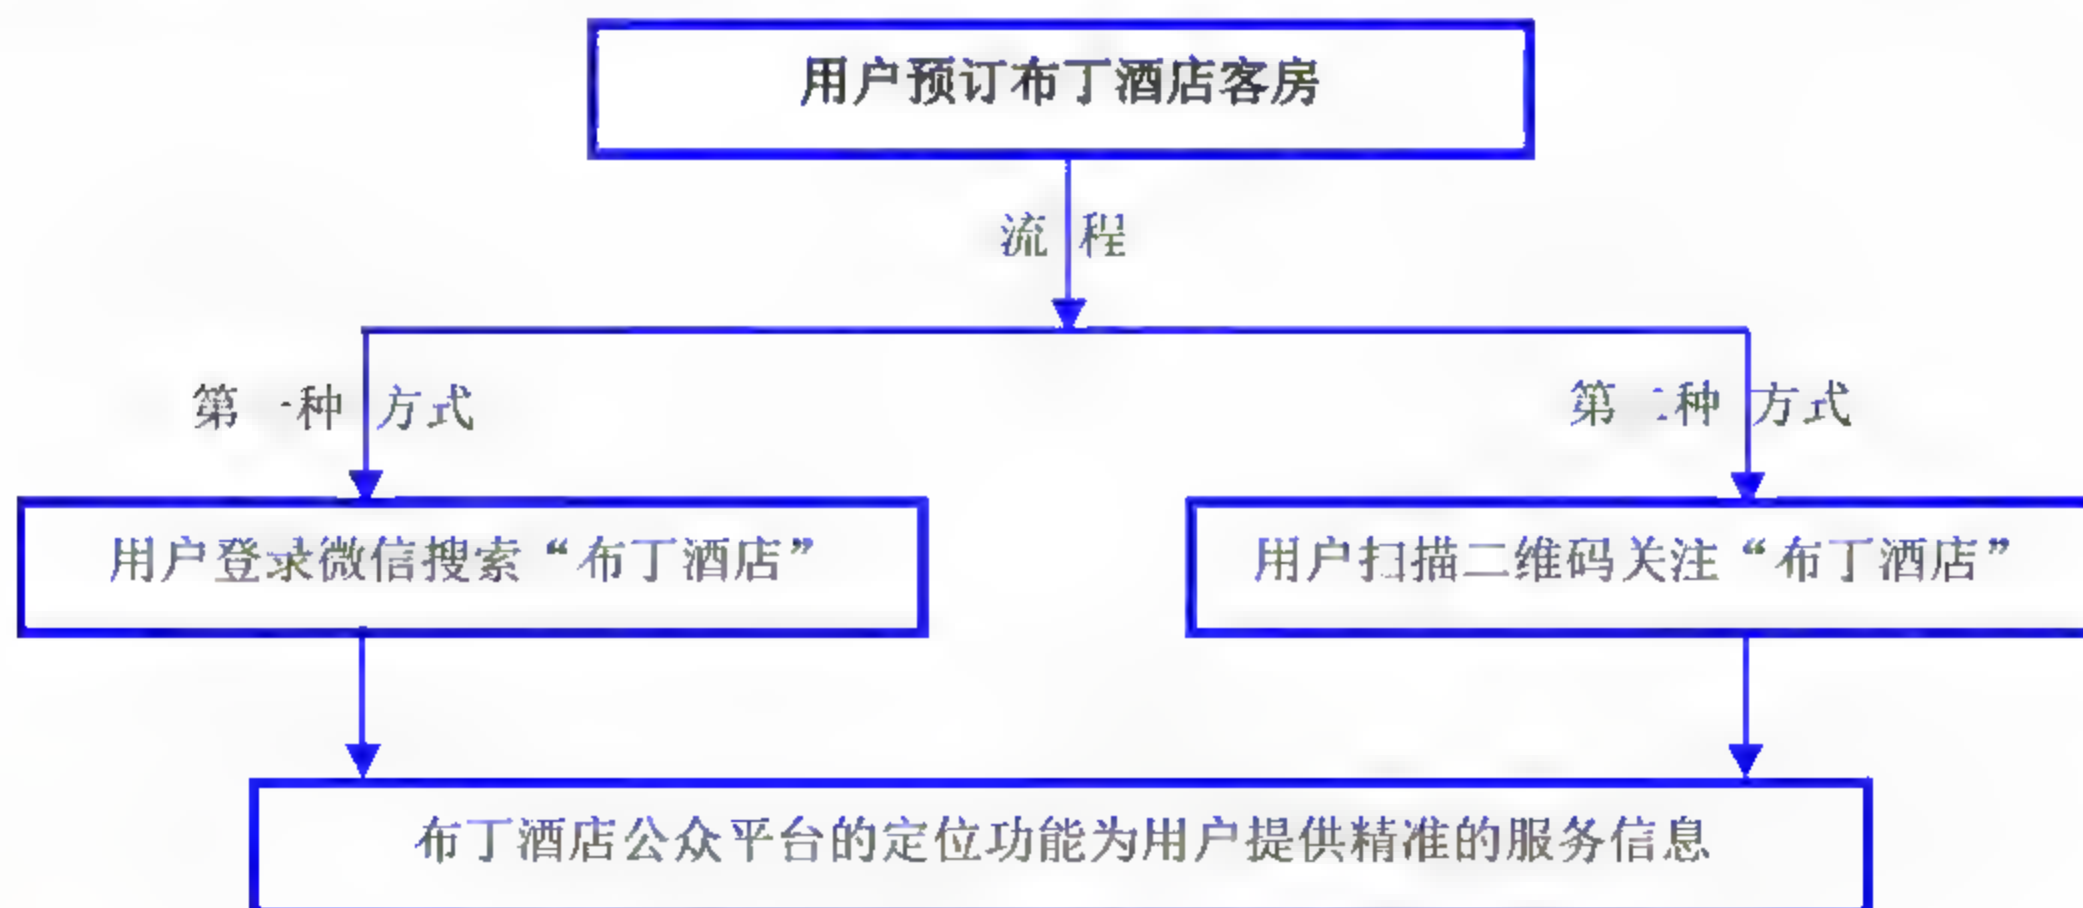 用户预订布丁酒店客房
流程
第一种方式
第二种方式
用户登录微信搜索“布丁酒店”
用户扫描二维码关注“布丁酒店”
布丁酒店公众平台的定位功能为用户提供精准的服务信息